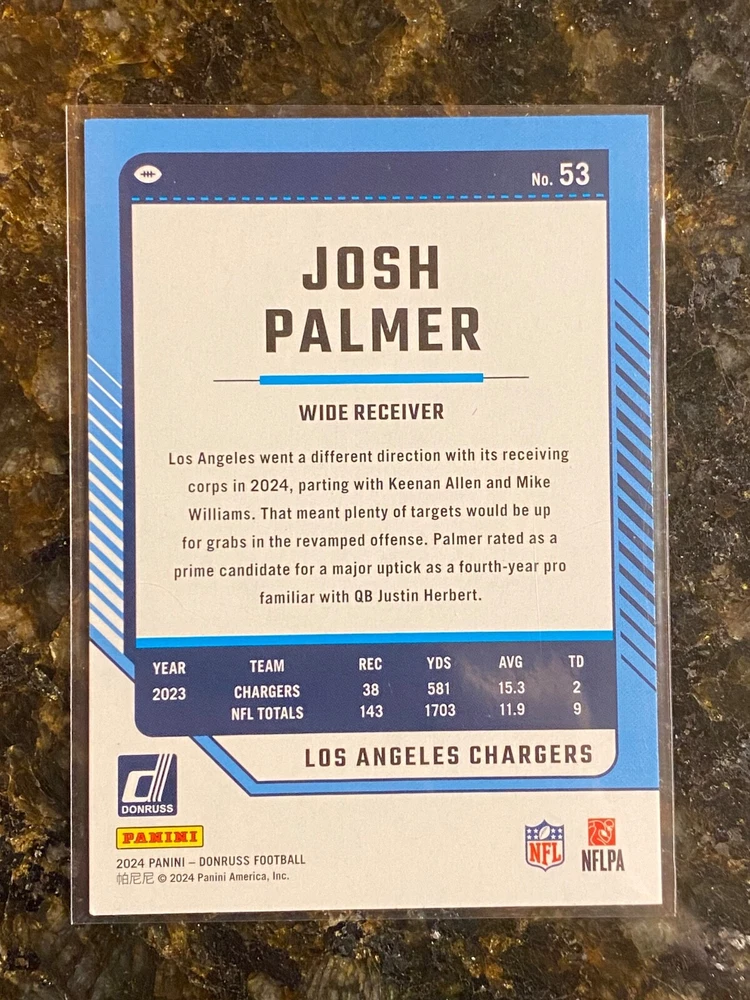 No. 53
JOSH
PALMER
WIDE RECEIVER
Los Angeles went a different direction with its receiving
corps in 2024, parting with Keenan Allen and Mike
Williams. That meant plenty of targets would be up
for grabs in the revamped offense. Palmer rated as a
prime candidate for a major uptick as a fourth-year pro
familiar with QB Justin Herbert.
YEAR TEAM REC YDS AVG TD
2023 CHARGERS 38 581 15.3 2
NFL TOTALS 143 1703 11.9 9
LOS ANGELES CHARGERS
d
DONRUSS
PANINI
2024 PANINI – DONRUSS FOOTBALL
帕尼尼 © 2024 Panini America, Inc.
NFL
NFLPA